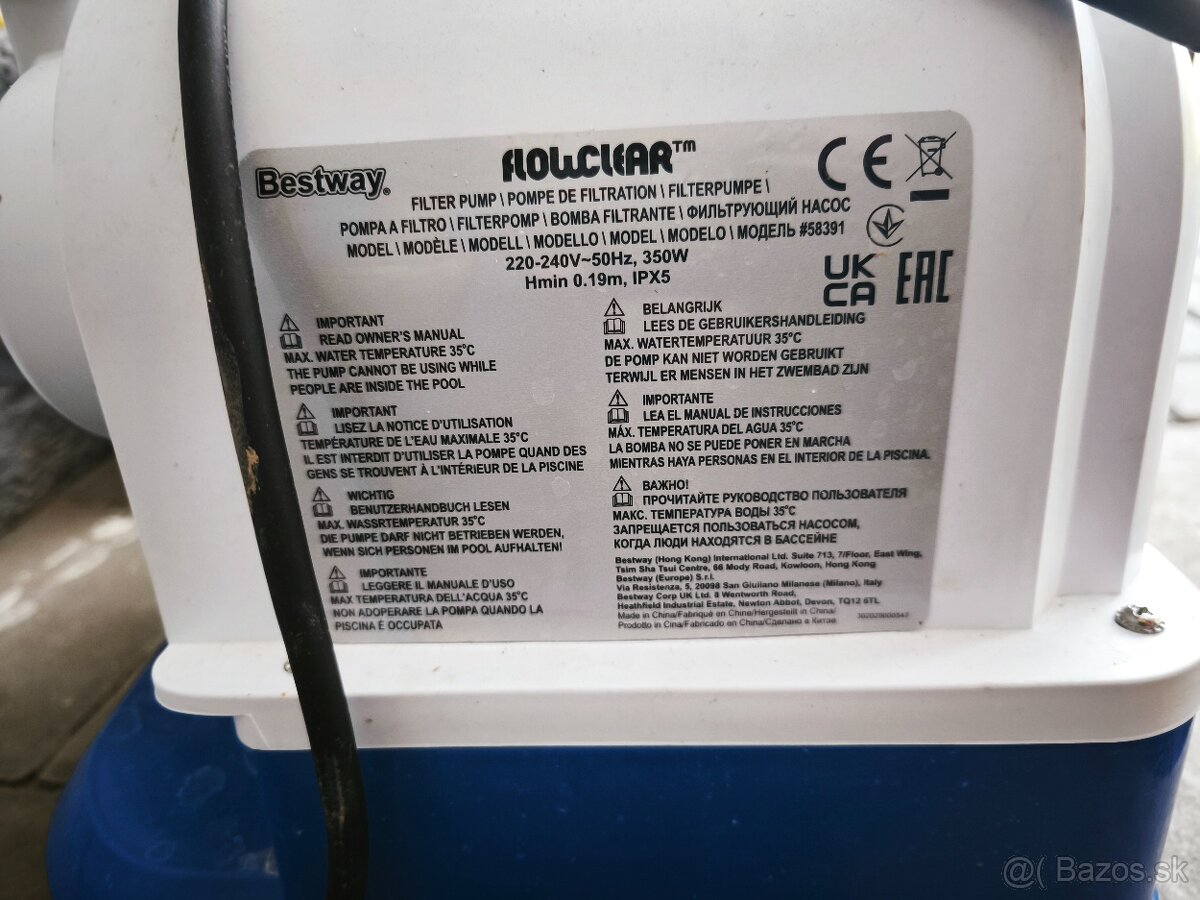 Bestway®
FLOWCLEAR™
FILTER PUMP \ POMPE DE FILTRATION \ FILTERPUMPE \
POMPA A FILTRO \ FILTERPOMP \ BOMBA FILTRANTE \ ФИЛЬТРУЮЩИЙ НАСОС
MODEL \ MODÈLE \ MODELL \ MODELLO \ MODEL \ MODELO \ МОДЕЛЬ #58391
220-240V~50Hz, 350W
Hmin 0.19m, IPX5
CE
UK
CA
EAC
IMPORTANT
READ OWNER'S MANUAL
MAX. WATER TEMPERATURE 35°C
THE PUMP CANNOT BE USING WHILE
PEOPLE ARE INSIDE THE POOL
IMPORTANT
LISEZ LA NOTICE D'UTILISATION
TEMPÉRATURE DE L'EAU MAXIMALE 35°C
IL EST INTERDIT D'UTILISER LA POMPE QUAND DES
GENS SE TROUVENT À L'INTÉRIEUR DE LA PISCINE
WICHTIG
BENUTZERHANDBUCH LESEN
MAX. WASSRTEMPERATUR 35°C
DIE PUMPE DARF NICHT BETRIEBEN WERDEN,
WENN SICH PERSONEN IM POOL AUFHALTEN!
IMPORTANTE
LEGGERE IL MANUALE D'USO
MAX TEMPERATURA DELL'ACQUA 35°C
NON ADOPERARE LA POMPA QUANDO LA
PISCINA È OCCUPATA
BELANGRIJK
LEES DE GEBRUIKERSHANDLEIDING
MAX. WATERTEMPERATUUR 35°C
DE POMP KAN NIET WORDEN GEBRUIKT
TERWIJL ER MENSEN IN HET ZWEMBAD ZIJN
IMPORTANTE
LEA EL MANUAL DE INSTRUCCIONES
MÁX. TEMPERATURA DEL AGUA 35°C
LA BOMBA NO SE PUEDE PONER EN MARCHA
MIENTRAS HAYA PERSONAS EN EL INTERIOR DE LA PISCINA.
ВАЖНО!
ПРОЧИТАЙТЕ РУКОВОДСТВО ПОЛЬЗОВАТЕЛЯ
МАКС. ТЕМПЕРАТУРА ВОДЫ 35°C
ЗАПРЕЩАЕТСЯ ПОЛЬЗОВАТЬСЯ НАСОСОМ,
КОГДА ЛЮДИ НАХОДЯТСЯ В БАССЕЙНЕ
Bestway (Hong Kong) International Ltd. Suite 713, 7/Floor, East Wing,
Tsim Sha Tsui Centre, 66 Mody Road, Kowloon, Hong Kong
Bestway (Europe) S.r.l.
Via Resistenza, 5, 20098 San Giuliano Milanese (Milano), Italy
Bestway Corp UK Ltd. 8 Wentworth Road,
Heathfield Industrial Estate, Newton Abbot, Devon, TQ12 6TL
Made in China/Fabriqué en Chine/Hergestellt in China/
Prodotto in Cina/Fabricado en China/Сделано в Китае
@( Bazos.sk